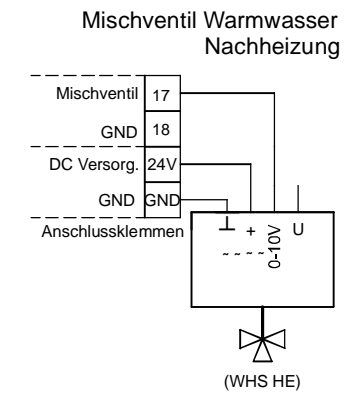 Mischventil Warmwasser
Nachheizung
Mischventil 17
GND 18
DC Versorg. 24V
GND GND
Anschlussklemmen
⊥ + 0-10V U
~ ~ ~ ~
(WHS HE)